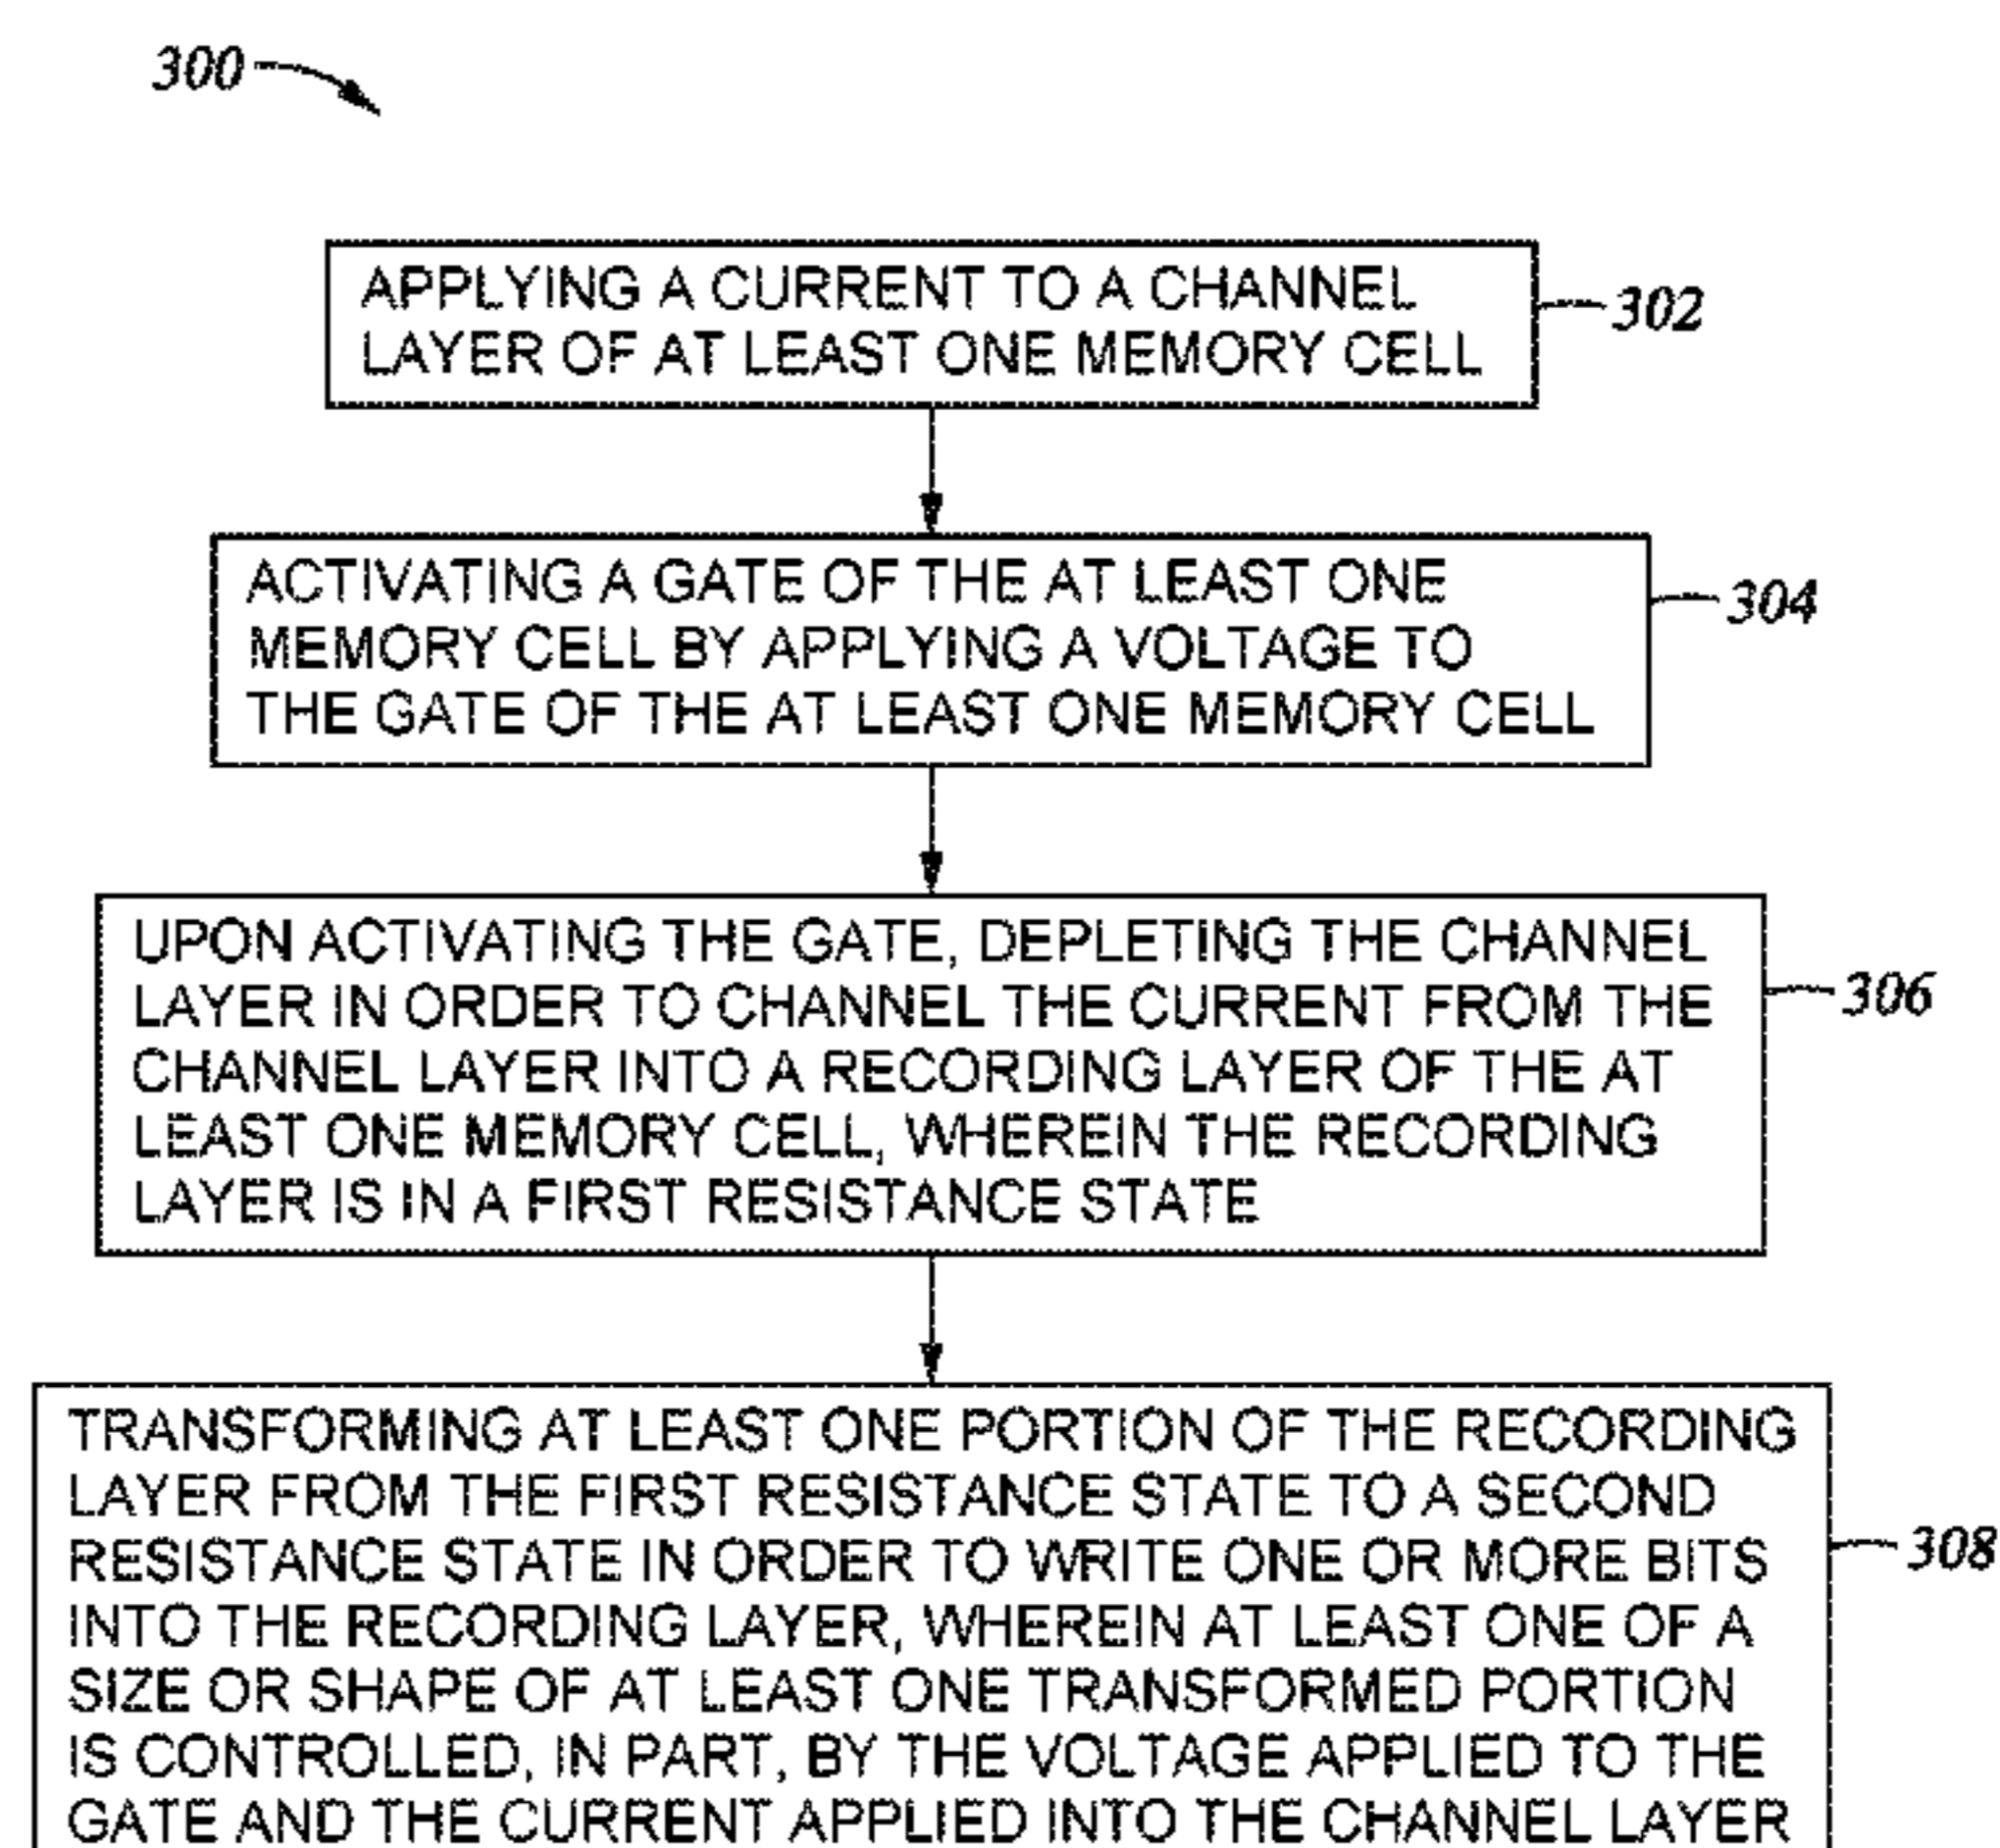 300
APPLYING A CURRENT TO A CHANNEL
LAYER OF AT LEAST ONE MEMORY CELL
302
ACTIVATING A GATE OF THE AT LEAST ONE
MEMORY CELL BY APPLYING A VOLTAGE TO
THE GATE OF THE AT LEAST ONE MEMORY CELL
304
UPON ACTIVATING THE GATE, DEPLETING THE CHANNEL
LAYER IN ORDER TO CHANNEL THE CURRENT FROM THE
CHANNEL LAYER INTO A RECORDING LAYER OF THE AT
LEAST ONE MEMORY CELL, WHEREIN THE RECORDING
LAYER IS IN A FIRST RESISTANCE STATE
306
TRANSFORMING AT LEAST ONE PORTION OF THE RECORDING
LAYER FROM THE FIRST RESISTANCE STATE TO A SECOND
RESISTANCE STATE IN ORDER TO WRITE ONE OR MORE BITS
INTO THE RECORDING LAYER, WHEREIN AT LEAST ONE OF A
SIZE OR SHAPE OF AT LEAST ONE TRANSFORMED PORTION
IS CONTROLLED, IN PART, BY THE VOLTAGE APPLIED TO THE
GATE AND THE CURRENT APPLIED INTO THE CHANNEL LAYER
308